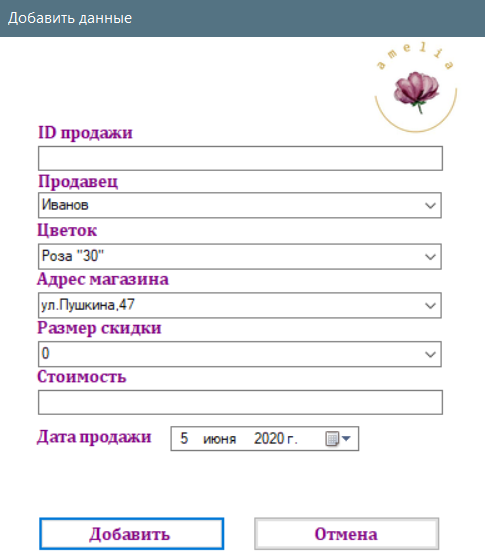 Добавить данные
amelia
ID продажи
Продавец
Иванов
Цветок
Роза "30"
Адрес магазина
ул.Пушкина,47
Размер скидки
0
Стоимость
Дата продажи 5 июня 2020 г.
Добавить Отмена